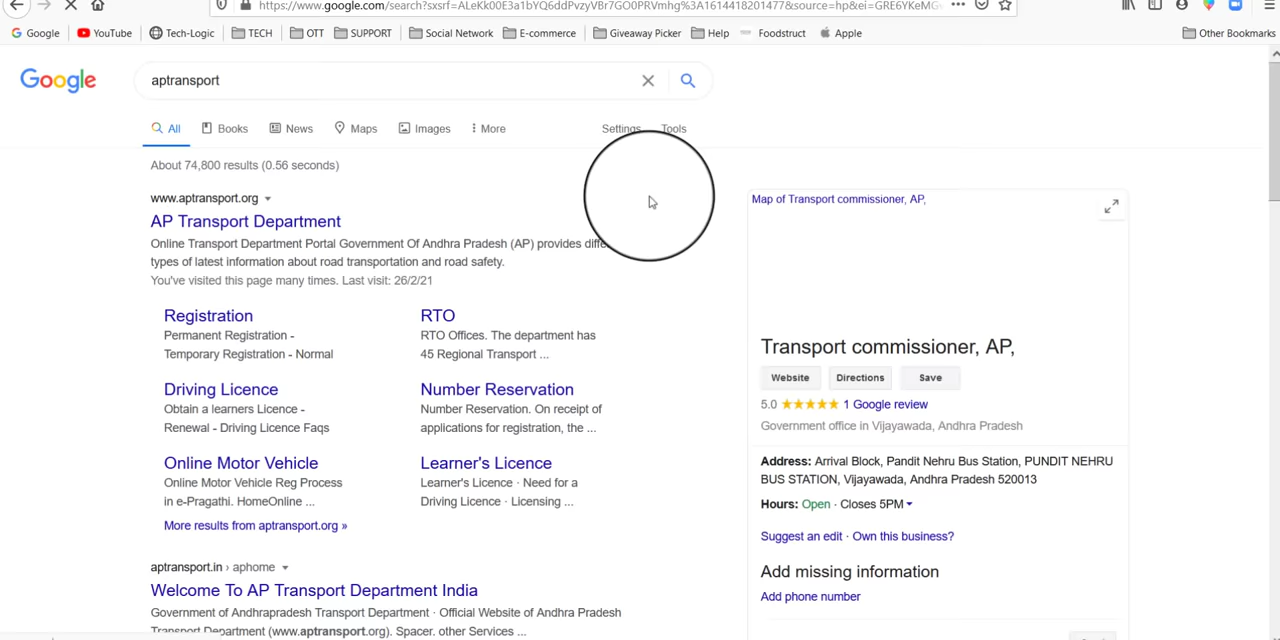 https://www.google.com/search?sxsrf=ALeKk00E3a1bYQ6ddPvzyVBr7GO0PRVmhg%3A1614418201477&source=hp&ei=GRE6YKeMG
Google YouTube Tech-Logic TECH OTT SUPPORT Social Network E-commerce Giveaway Picker Help Foodstruct Apple Other Bookmarks
Google aptransport
All Books News Maps Images More Settings Tools
About 74,800 results (0.56 seconds)
www.aptransport.org
AP Transport Department
Online Transport Department Portal Government Of Andhra Pradesh (AP) provides diffe
types of latest information about road transportation and road safety.
You've visited this page many times. Last visit: 26/2/21
Registration
Permanent Registration -
Temporary Registration - Normal
RTO
RTO Offices. The department has
45 Regional Transport ...
Driving Licence
Obtain a learners Licence -
Renewal - Driving Licence Faqs
Number Reservation
Number Reservation. On receipt of
applications for registration, the ...
Online Motor Vehicle
Online Motor Vehicle Reg Process
in e-Pragathi. HomeOnline ...
Learner's Licence
Learner's Licence · Need for a
Driving Licence · Licensing ...
More results from aptransport.org »
aptransport.in › aphome
Welcome To AP Transport Department India
Government of Andhrapradesh Transport Department · Official Website of Andhra Pradesh
Transport Department (www.aptransport.org). Spacer. other Services ...
Map of Transport commissioner, AP,
Transport commissioner, AP,
Website Directions Save
5.0 ★★★★★ 1 Google review
Government office in Vijayawada, Andhra Pradesh
Address: Arrival Block, Pandit Nehru Bus Station, PUNDIT NEHRU
BUS STATION, Vijayawada, Andhra Pradesh 520013
Hours: Open · Closes 5PM
Suggest an edit · Own this business?
Add missing information
Add phone number